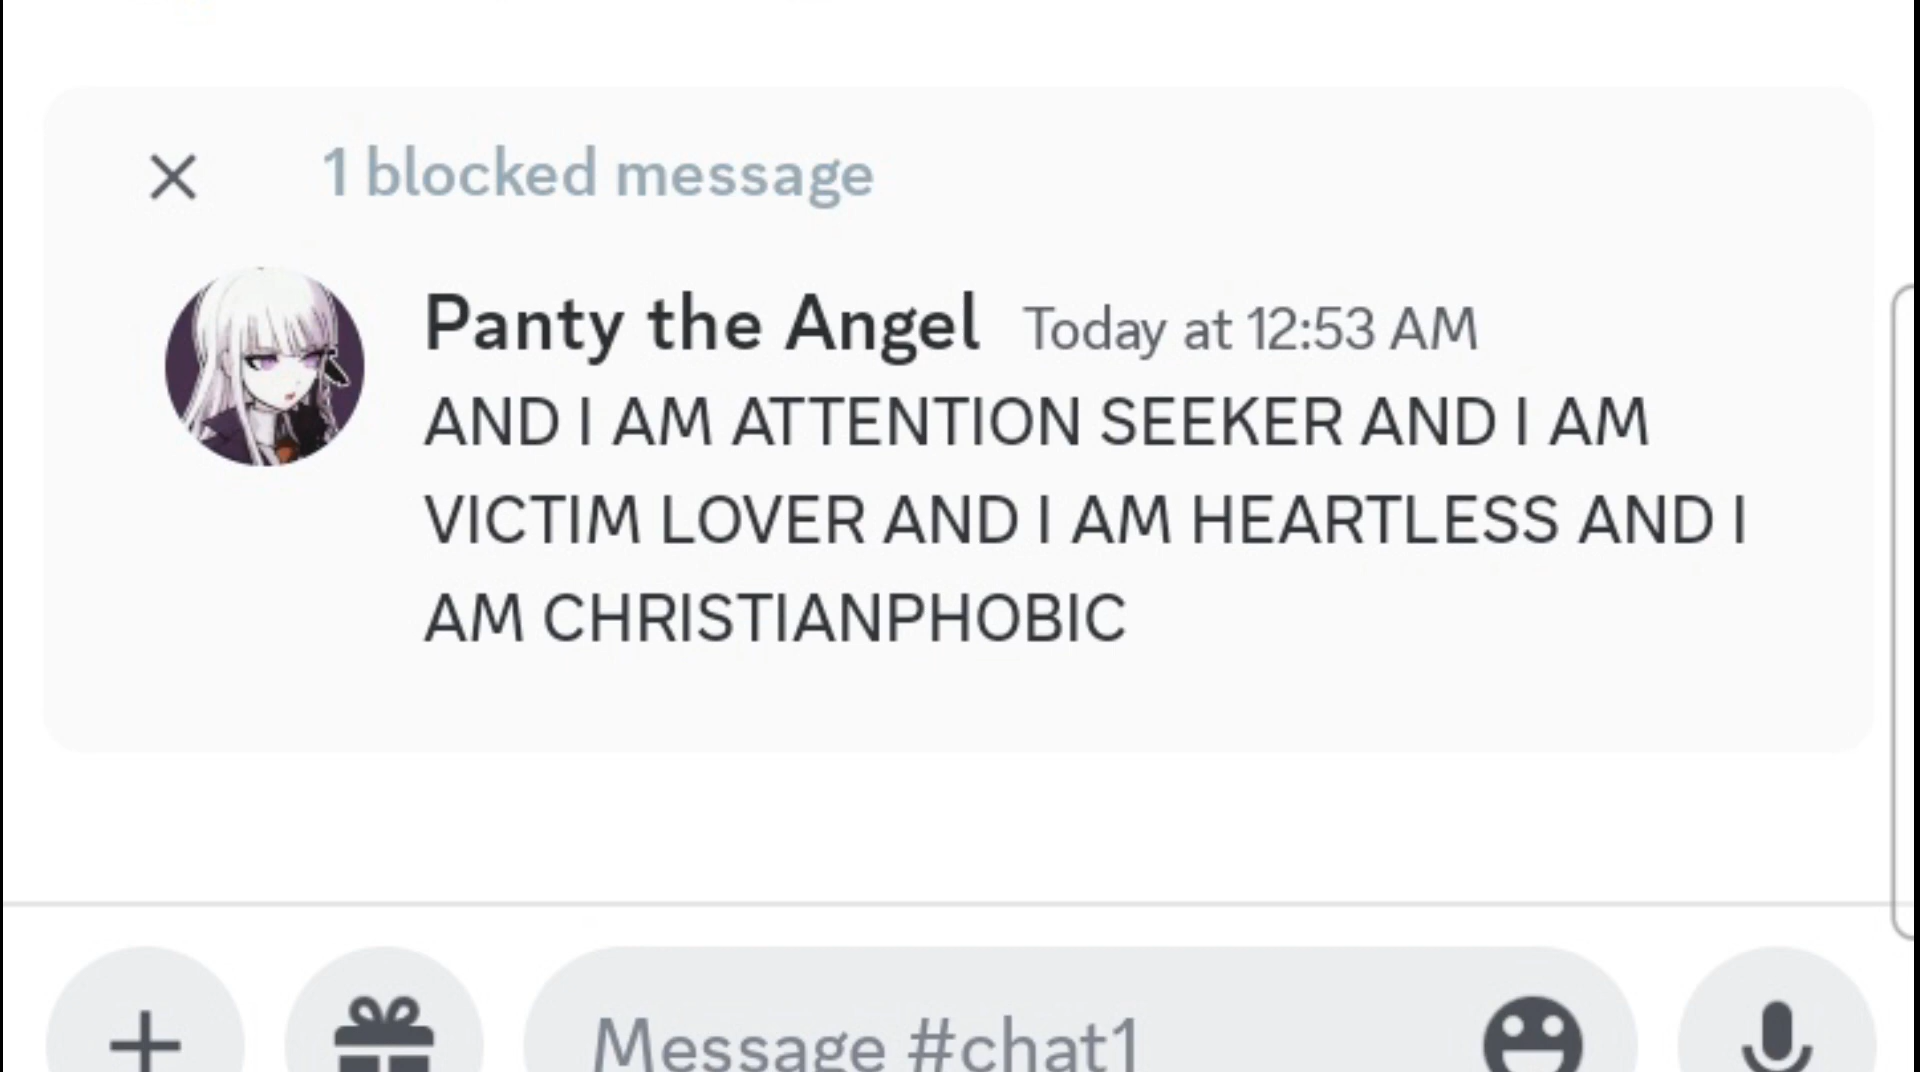 1 blocked message
Panty the Angel Today at 12:53 AM
AND I AM ATTENTION SEEKER AND I AM
VICTIM LOVER AND I AM HEARTLESS AND I
AM CHRISTIANPHOBIC
Message #chat1